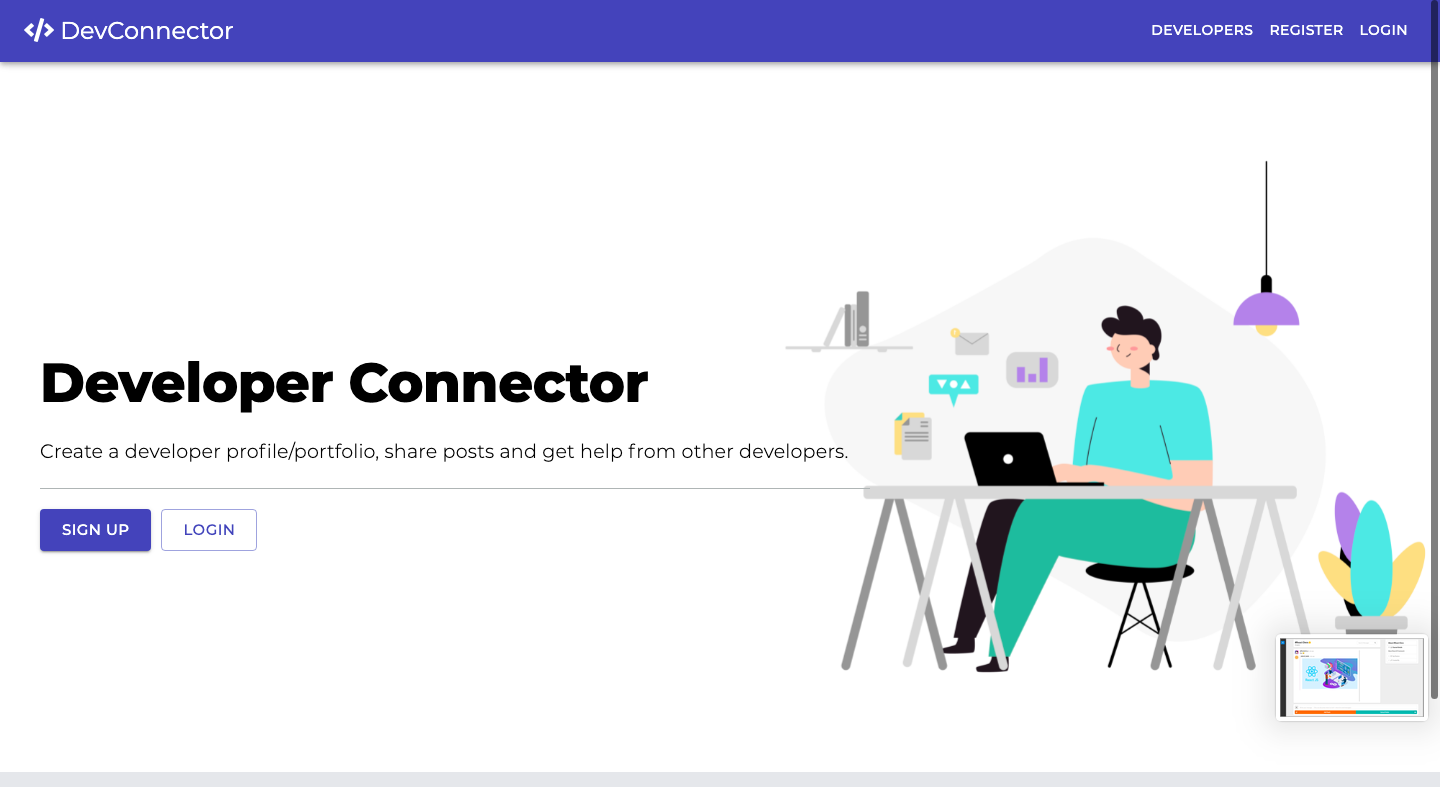 </> DevConnector
DEVELOPERS REGISTER LOGIN
Developer Connector
Create a developer profile/portfolio, share posts and get help from other developers.
SIGN UP LOGIN